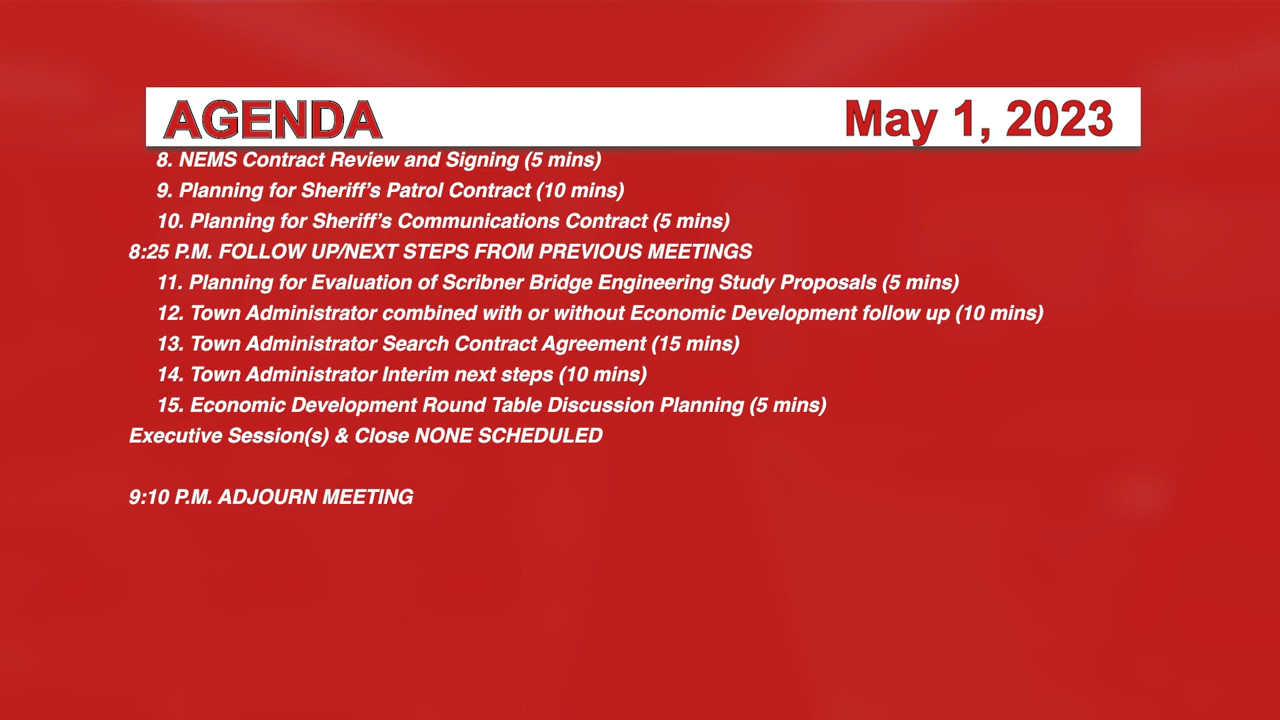 AGENDA May 1, 2023
8. NEMS Contract Review and Signing (5 mins)
9. Planning for Sheriff's Patrol Contract (10 mins)
10. Planning for Sheriff's Communications Contract (5 mins)
8:25 P.M. FOLLOW UP/NEXT STEPS FROM PREVIOUS MEETINGS
11. Planning for Evaluation of Scribner Bridge Engineering Study Proposals (5 mins)
12. Town Administrator combined with or without Economic Development follow up (10 mins)
13. Town Administrator Search Contract Agreement (15 mins)
14. Town Administrator Interim next steps (10 mins)
15. Economic Development Round Table Discussion Planning (5 mins)
Executive Session(s) & Close NONE SCHEDULED
9:10 P.M. ADJOURN MEETING